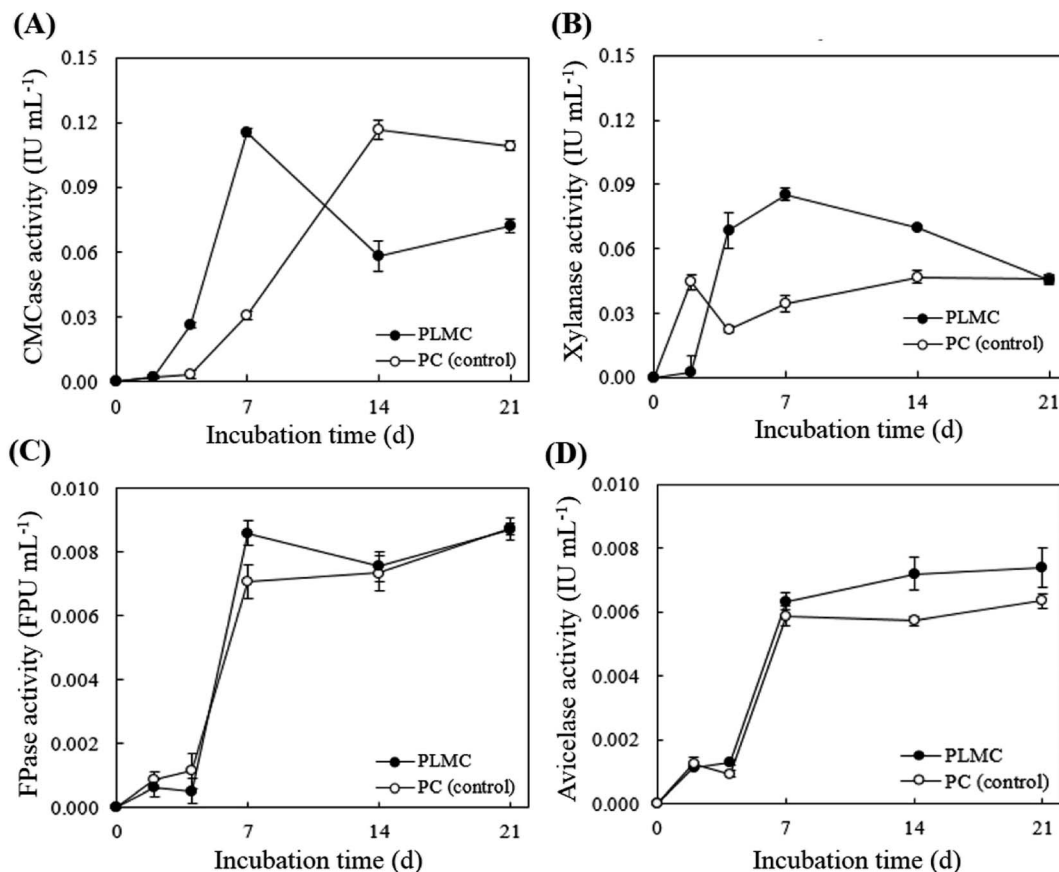 (A)
CMCase activity (IU mL⁻¹)
0.15
0.12
0.09
0.06
0.03
0.00
PLMC
PC (control)
0 7 14 21
Incubation time (d)
(B)
Xylanase activity (IU mL⁻¹)
0.15
0.12
0.09
0.06
0.03
0.00
PLMC
PC (control)
0 7 14 21
Incubation time (d)
(C)
FPase activity (FPU mL⁻¹)
0.010
0.008
0.006
0.004
0.002
0.000
PLMC
PC (control)
0 7 14 21
Incubation time (d)
(D)
Avicelase activity (IU mL⁻¹)
0.010
0.008
0.006
0.004
0.002
0.000
PLMC
PC (control)
0 7 14 21
Incubation time (d)